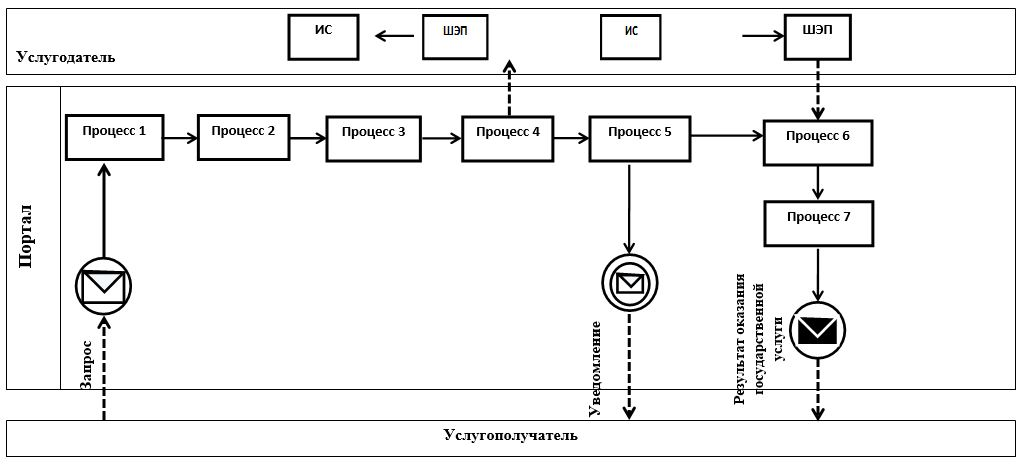 ИС
ШЭП
ИС
ШЭП
Услугодатель
Процесс 1
Процесс 2
Процесс 3
Процесс 4
Процесс 5
Процесс 6
Процесс 7
Портал
Запрос
Уведомление
Результат оказания
государственной
услуги
Услугополучатель